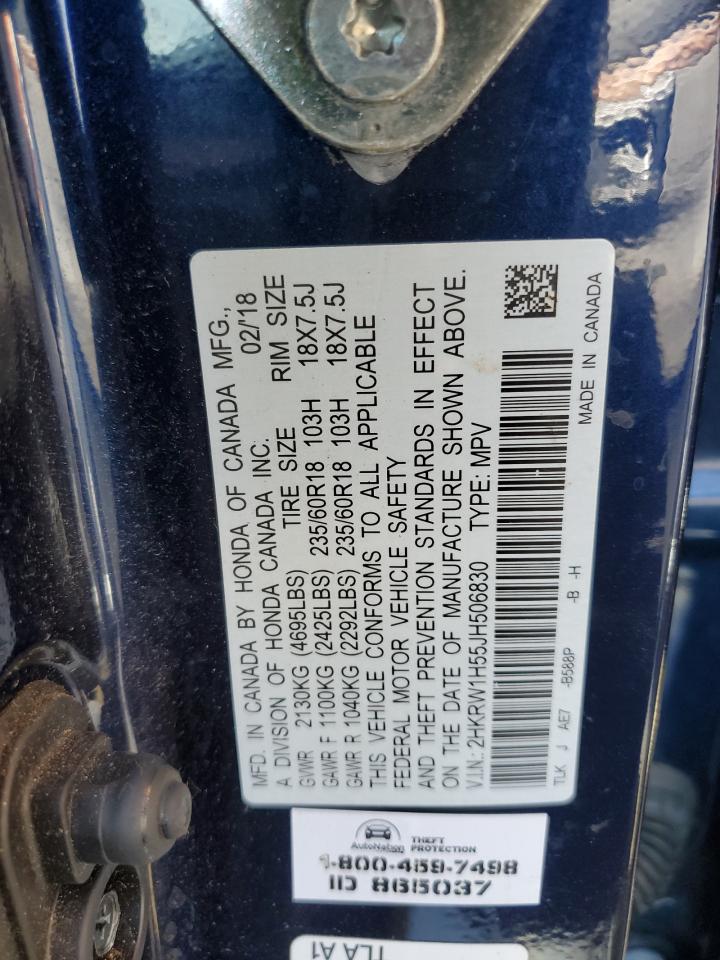 MFD. IN CANADA BY HONDA OF CANADA MFG.,
A DIVISION OF HONDA CANADA INC. 02/'18
GVWR 2130KG (4695LBS) TIRE SIZE RIM SIZE
GAWR F 1100KG (2425LBS) 235/60R18 103H 18X7.5J
GAWR R 1040KG (2292LBS) 235/60R18 103H 18X7.5J
THIS VEHICLE CONFORMS TO ALL APPLICABLE
FEDERAL MOTOR VEHICLE SAFETY
AND THEFT PREVENTION STANDARDS IN EFFECT
ON THE DATE OF MANUFACTURE SHOWN ABOVE.
V.I.N.: 2HKRW1H55JH506830 TYPE: MPV
TLK J AE7 -B588P -B -H MADE IN CANADA
AutoNation THEFT PROTECTION
1-800-459-7498
ID 865037
TLA A1